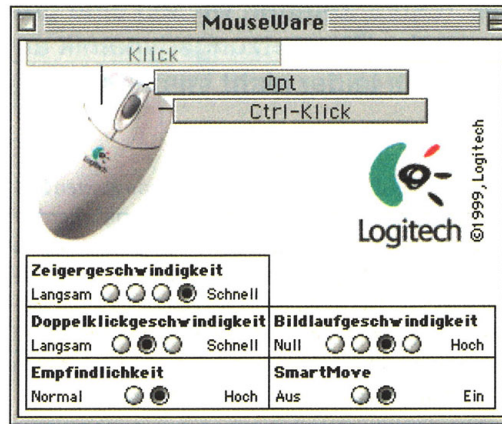 MouseWare
Klick
Opt
Ctrl-Klick
Logitech
Logitech
©1999, Logitech
Zeigergeschwindigkeit
Langsam Schnell
Doppelklickgeschwindigkeit
Langsam Schnell
Bildlaufgeschwindigkeit
Null Hoch
Empfindlichkeit
Normal Hoch
SmartMove
Aus Ein